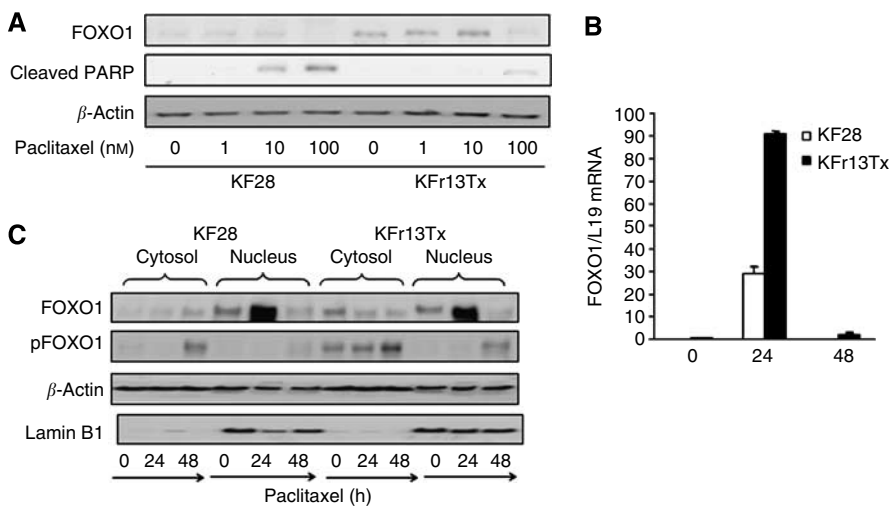 A
FOXO1
Cleaved PARP
β-Actin
Paclitaxel (nM) 0 1 10 100 0 1 10 100
KF28 KFr13Tx
B
100
90
80
70
60
50
40
30
20
10
0
FOXO1/L19 mRNA
KF28
KFr13Tx
0 24 48
C
KF28 KFr13Tx
Cytosol Nucleus Cytosol Nucleus
FOXO1
pFOXO1
β-Actin
Lamin B1
0 24 48 0 24 48 0 24 48 0 24 48
Paclitaxel (h)